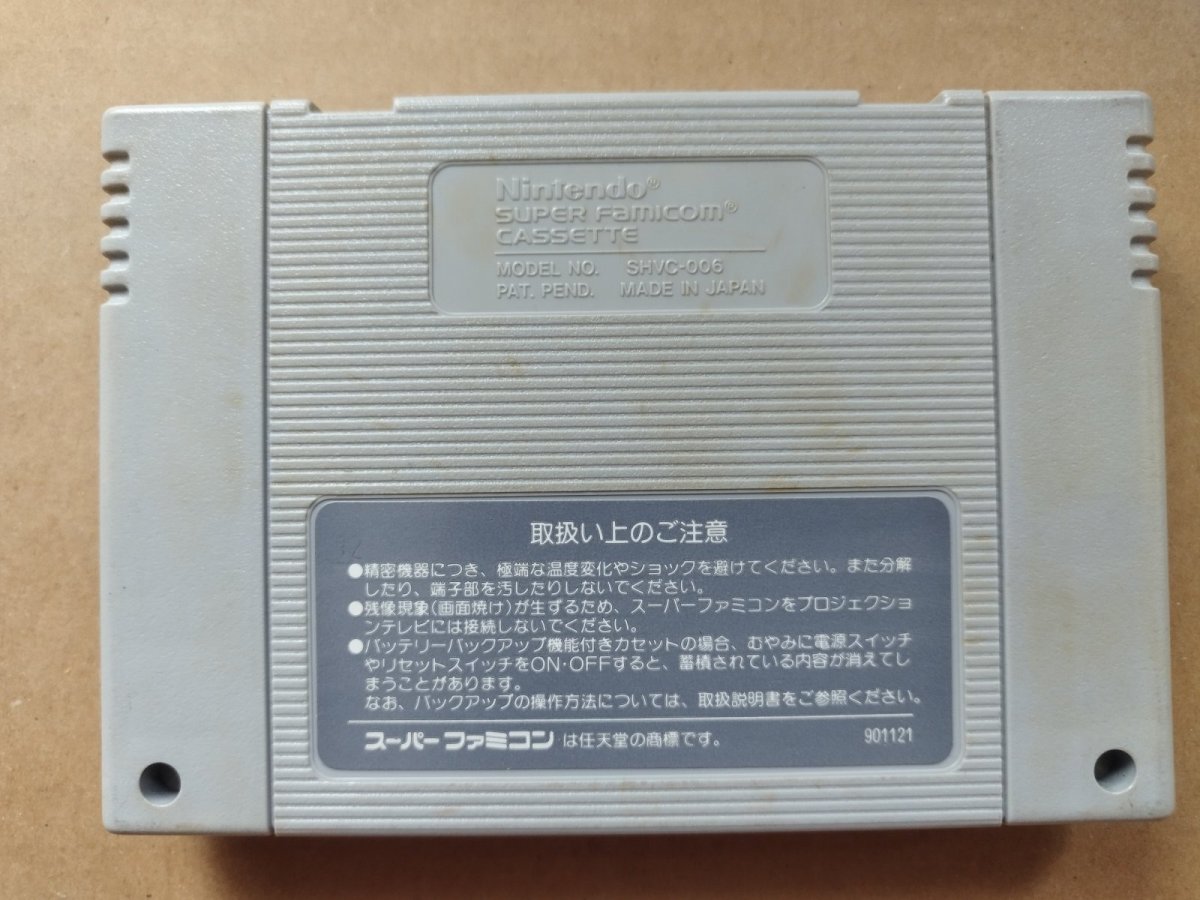 Nintendo®
SUPER FAMICOM®
CASSETTE
MODEL NO. SHVC-006
PAT. PEND. MADE IN JAPAN
取扱い上のご注意
●精密機器につき、極端な温度変化やショックを避けてください。また分解
したり、端子部を汚したりしないでください。
●残像現象(画面焼け)が生ずるため、スーパーファミコンをプロジェクショ
ンテレビには接続しないでください。
●バッテリーバックアップ機能付きカセットの場合、むやみに電源スイッチ
やリセットスイッチをON・OFFすると、蓄積されている内容が消えてし
まうことがあります。
なお、バックアップの操作方法については、取扱説明書をご参照ください。
スーパーファミコン は任天堂の商標です。 901121